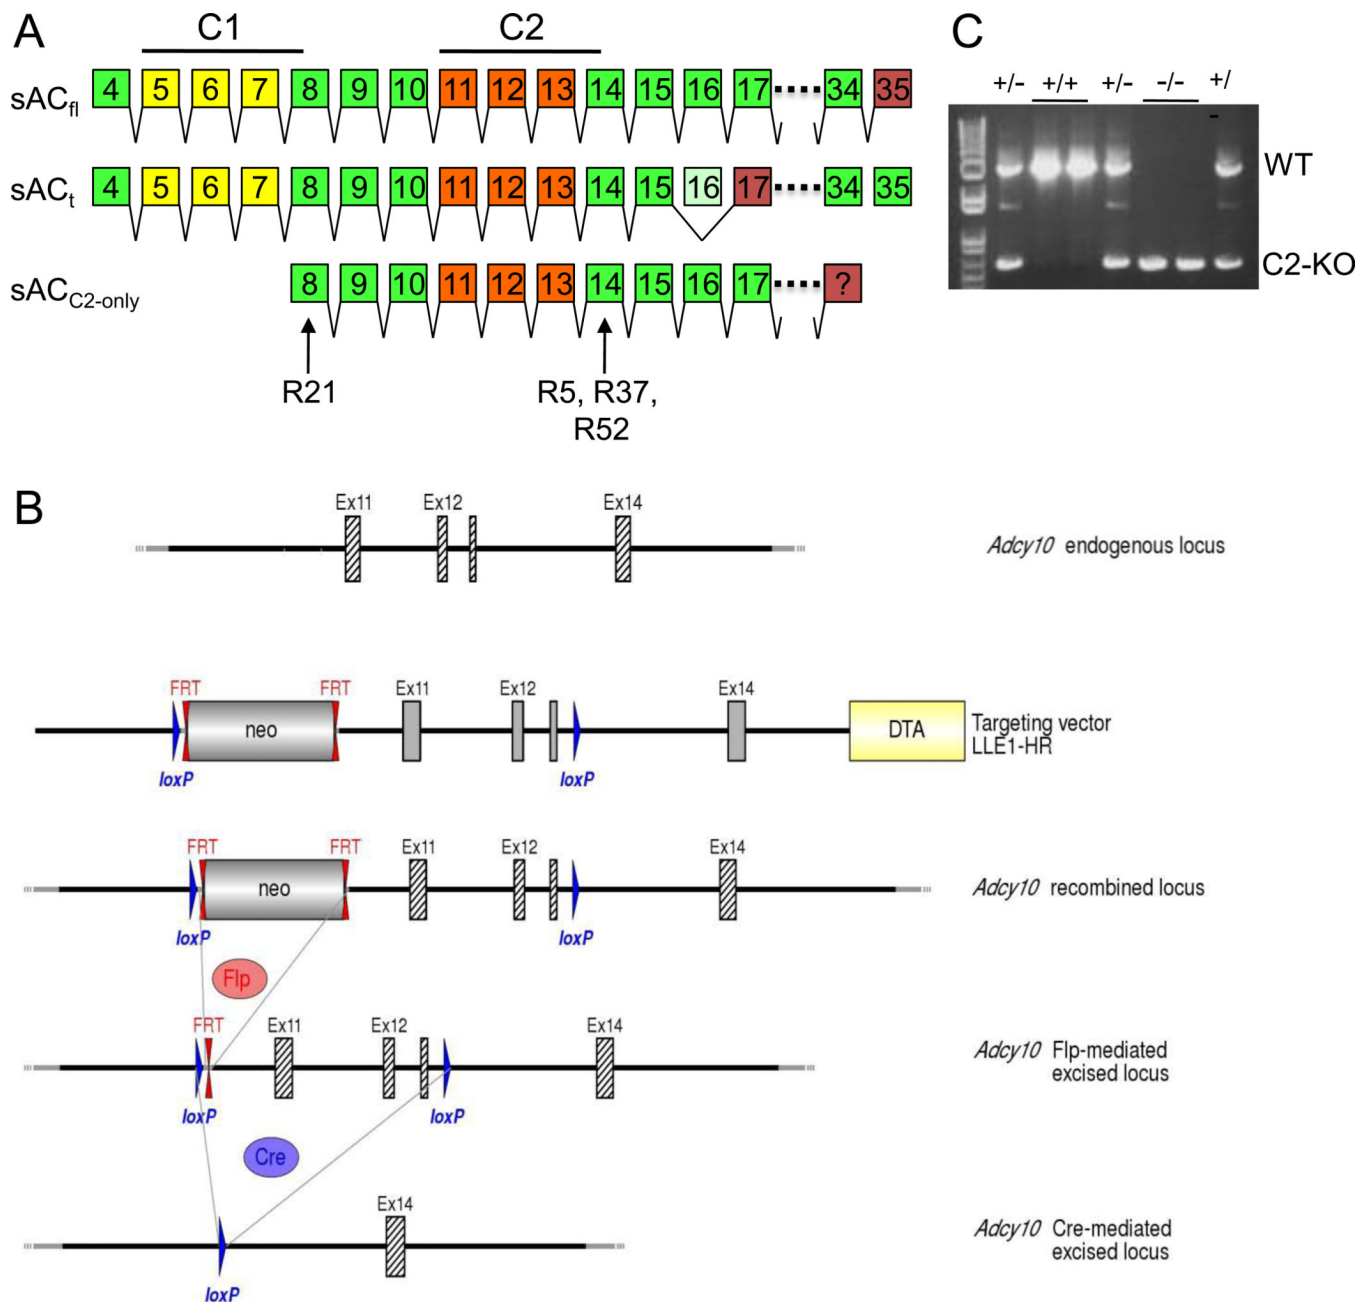 A
C1
C2
sACfl
4 5 6 7 8 9 10 11 12 13 14 15 16 17 34 35
sACt
4 5 6 7 8 9 10 11 12 13 14 15 16 17 34 35
sACC2-only
8 9 10 11 12 13 14 15 16 17 ?
R21
R5, R37,
R52
C
+/- +/+ +/- -/- +/
-
WT
C2-KO
B
Ex11 Ex12 Ex14
Adcy10 endogenous locus
FRT FRT Ex11 Ex12 Ex14
neo
DTA
Targeting vector
LLE1-HR
loxP loxP
FRT FRT Ex11 Ex12 Ex14
neo
Adcy10 recombined locus
loxP loxP
Flp
FRT Ex11 Ex12 Ex14
Adcy10 Flp-mediated
excised locus
loxP loxP
Cre
Ex14
Adcy10 Cre-mediated
excised locus
loxP